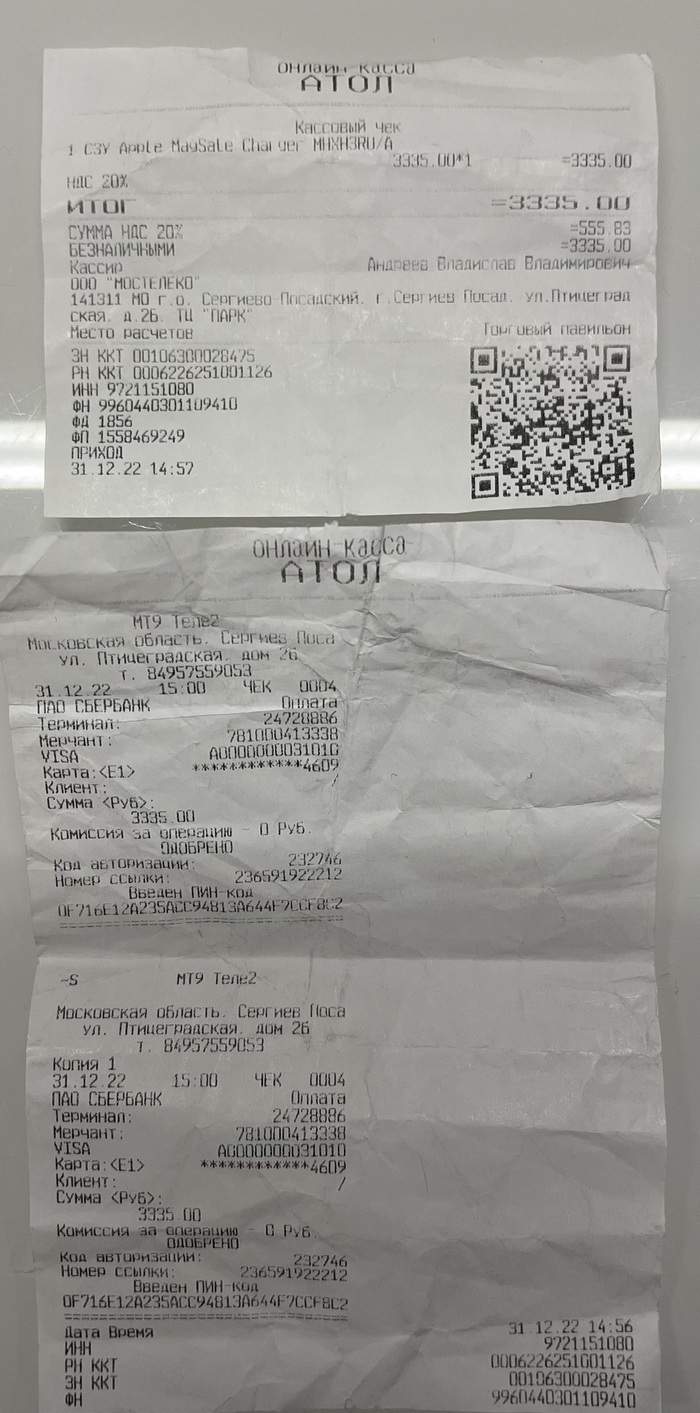 ОНЛАЙН КАССА
АТОЛ
Кассовый чек
1 СЗУ Apple MagSafe Charger MHXH3RU/A
3335.00*1 =3335.00
НДС 20%
ИТОГ =3335.00
СУММА НДС 20% =555.83
БЕЗНАЛИЧНЫМИ =3335.00
Кассир Андреев Владислав Владимирович
ООО "МОСТЕЛЕКО"
141311 МО г.о. Сергиево-Посадский. г.Сергиев Посад. ул.Птицеград
ская. д.2Б. ТЦ "ПАРК"
Место расчетов Торговый павильон
ЗН ККТ 00106300028475
РН ККТ 0006226251001126
ИНН 9721151080
ФН 9960440301109410
ФД 1856
ФП 1558469249
ПРИХОД
31.12.22 14:57
ОНЛАЙН КАССА
АТОЛ
МТ9 Теле2
Московская область. Сергиев Поса
ул. Птицеградская. дом 2б
т. 84957559053
31.12.22 15:00 ЧЕК 0004
ПАО СБЕРБАНК Оплата
Терминал: 24728886
Мерчант: 781000413338
VISA A0000000031010
Карта:<E1> ************4609
Клиент: /
Сумма <Руб>:
3335.00
Комиссия за операцию - 0 Руб.
ОДОБРЕНО
Код авторизации: 232746
Номер ссылки: 236591922212
Введен ПИН-код
0F716E12A235ACC94813A644F7CCF8C2
================================
~S МТ9 Теле2
Московская область. Сергиев Поса
ул. Птицеградская. дом 2б
т. 84957559053
Копия 1
31.12.22 15:00 ЧЕК 0004
ПАО СБЕРБАНК Оплата
Терминал: 24728886
Мерчант: 781000413338
VISA A0000000031010
Карта:<E1> ************4609
Клиент: /
Сумма <Руб>:
3335.00
Комиссия за операцию - 0 Руб.
ОДОБРЕНО
Код авторизации: 232746
Номер ссылки: 236591922212
Введен ПИН-код
0F716E12A235ACC94813A644F7CCF8C2
================================
Дата Время 31.12.22 14:56
ИНН 9721151080
РН ККТ 0006226251001126
ЗН ККТ 00106300028475
ФН 9960440301109410